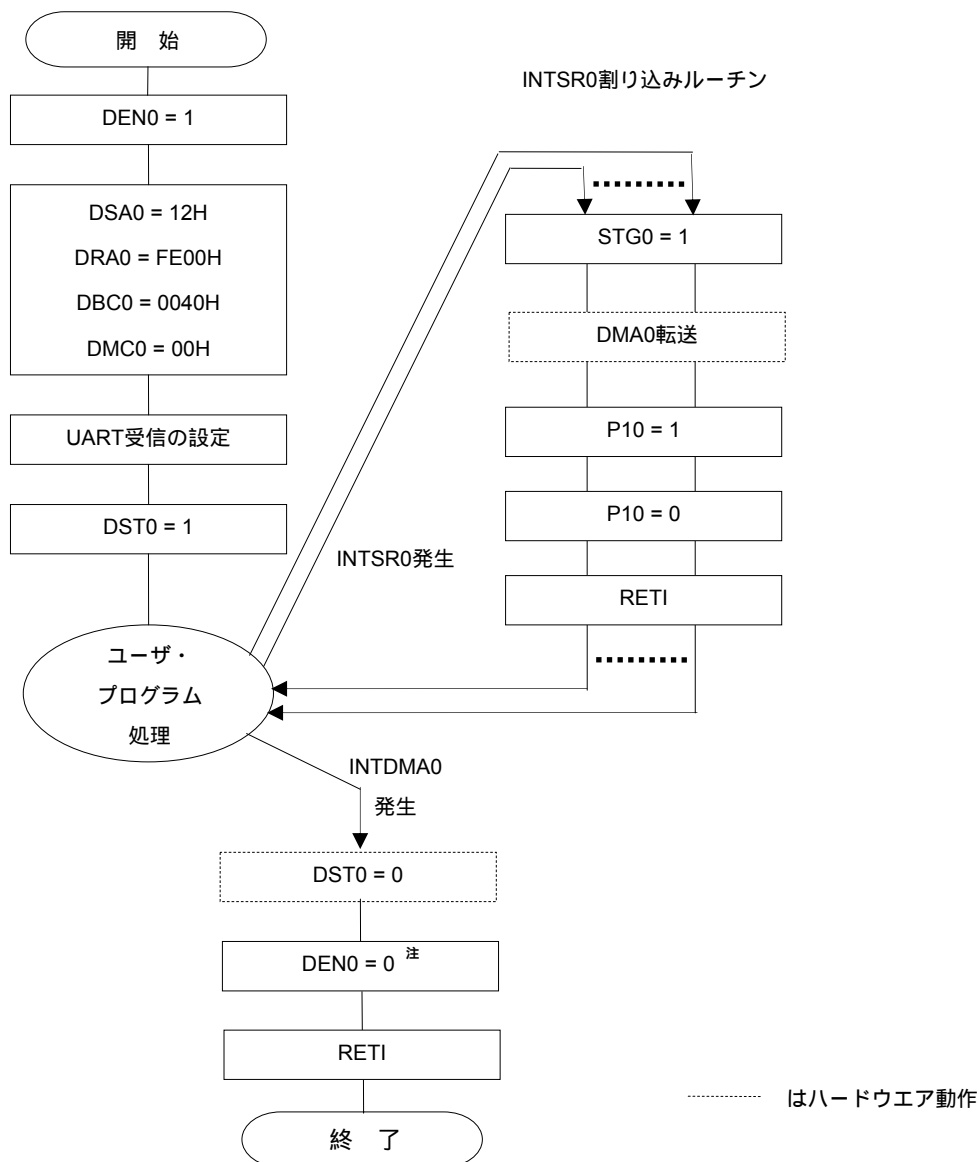 開 始
DEN0 = 1
DSA0 = 12H
DRA0 = FE00H
DBC0 = 0040H
DMC0 = 00H
UART受信の設定
DST0 = 1
ユーザ・
プログラム
処理
INTSR0割り込みルーチン
STG0 = 1
DMA0転送
P10 = 1
P10 = 0
RETI
INTSR0発生
INTDMA0
発生
DST0 = 0
DEN0 = 0 注
RETI
終 了
はハードウエア動作